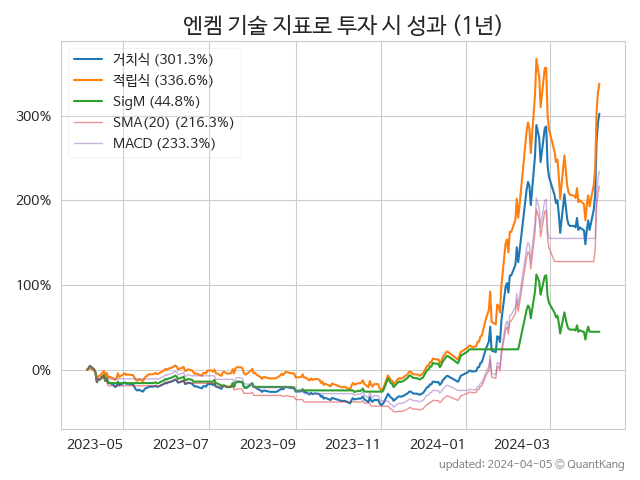 엔켐 기술 지표로 투자 시 성과 (1년)
거치식 (301.3%)
적립식 (336.6%)
SigM (44.8%)
SMA(20) (216.3%)
MACD (233.3%)
300%
200%
100%
0%
2023-05 2023-07 2023-09 2023-11 2024-01 2024-03
updated: 2024-04-05 © QuantKang